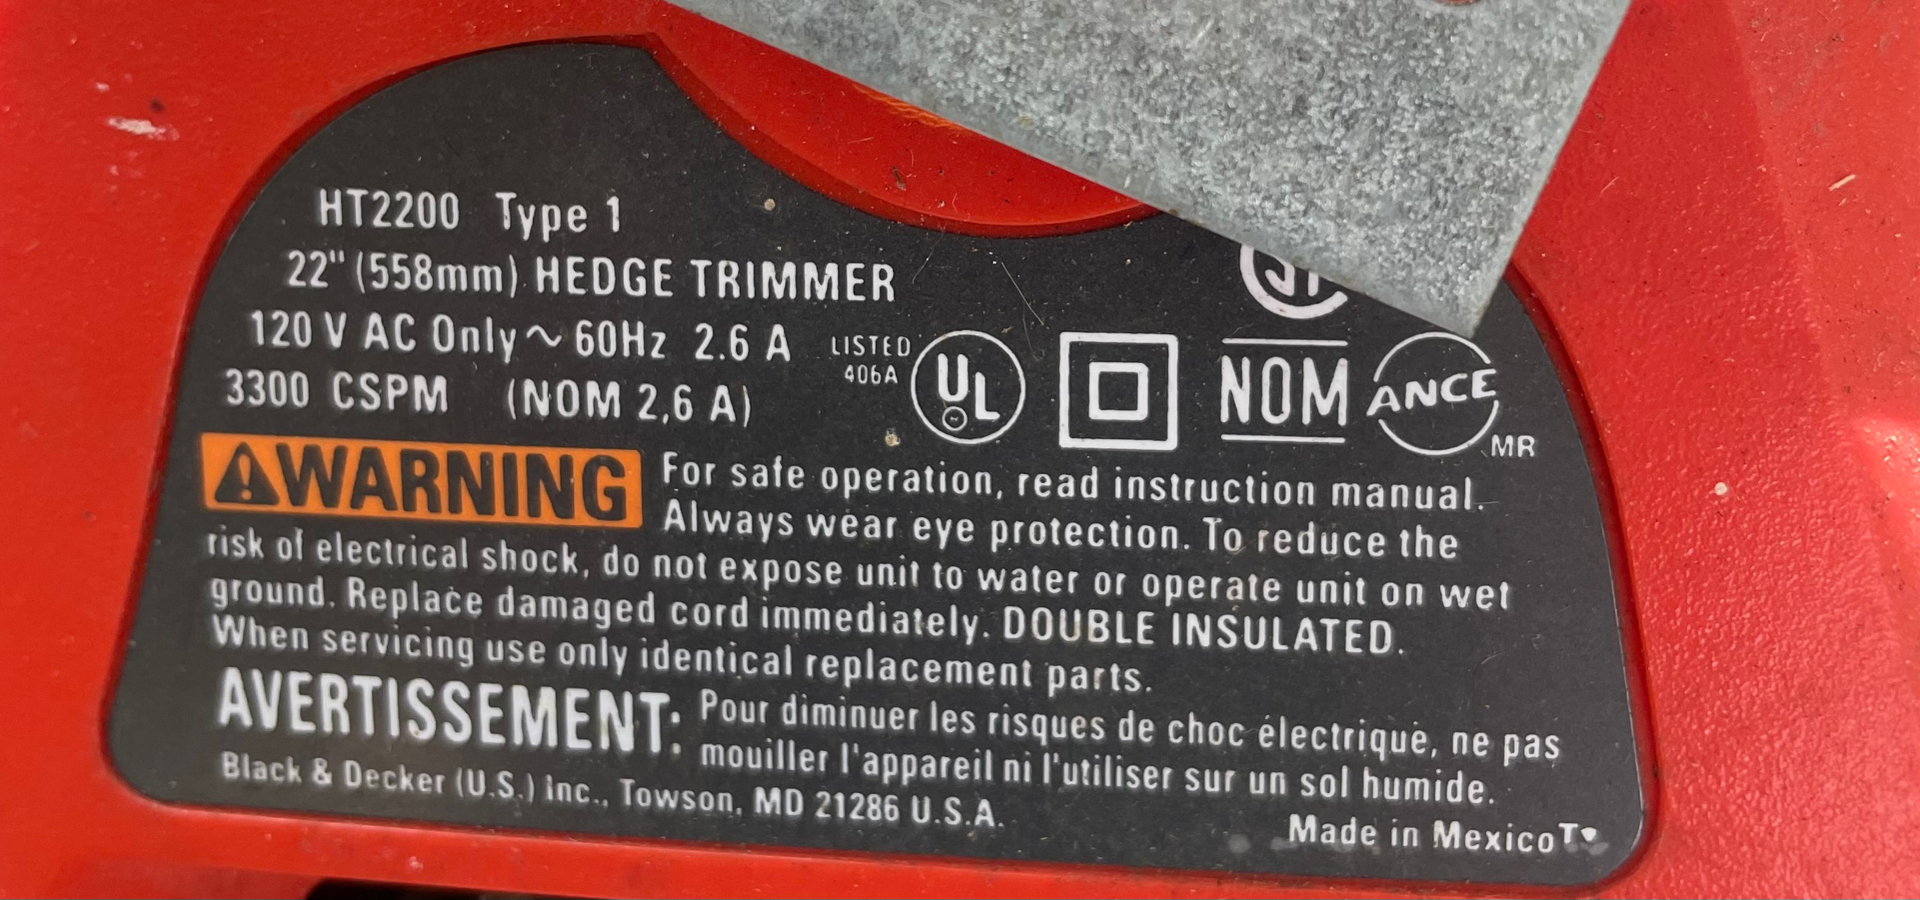 HT2200 Type 1
22" (558mm) HEDGE TRIMMER
120 V AC Only ~ 60Hz 2.6 A
3300 CSPM (NOM 2,6 A)
LISTED
406A
UL
NOM
ANCE
MR
⚠WARNING
For safe operation, read instruction manual.
Always wear eye protection. To reduce the
risk of electrical shock, do not expose unit to water or operate unit on wet
ground. Replace damaged cord immediately. DOUBLE INSULATED.
When servicing use only identical replacement parts.
AVERTISSEMENT: Pour diminuer les risques de choc électrique, ne pas
mouiller l'appareil ni l'utiliser sur un sol humide.
Black & Decker (U.S.) Inc., Towson, MD 21286 U.S.A.
Made in Mexico